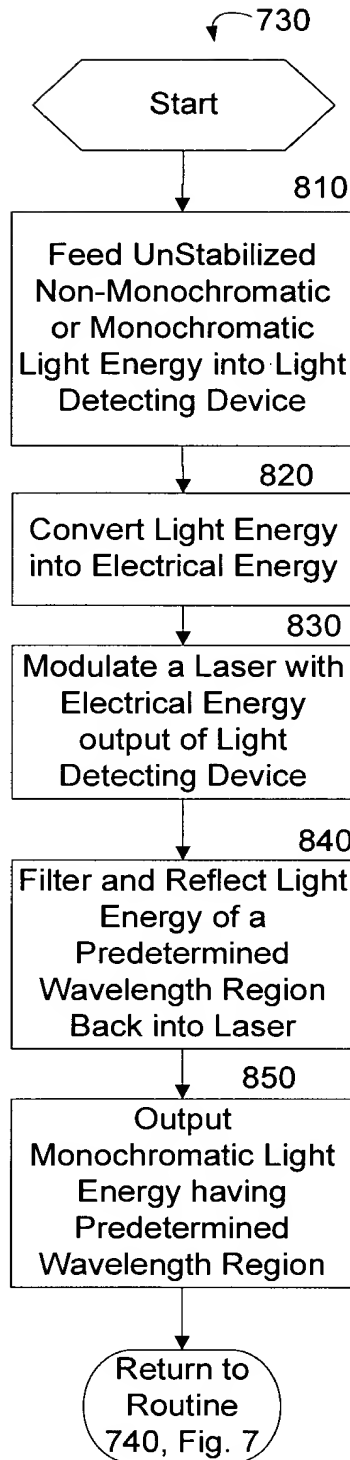 730
Start
810
Feed UnStabilized
Non-Monochromatic
or Monochromatic
Light Energy into Light
Detecting Device
820
Convert Light Energy
into Electrical Energy
830
Modulate a Laser with
Electrical Energy
output of Light
Detecting Device
840
Filter and Reflect Light
Energy of a
Predetermined
Wavelength Region
Back into Laser
850
Output
Monochromatic Light
Energy having
Predetermined
Wavelength Region
Return to
Routine
740, Fig. 7